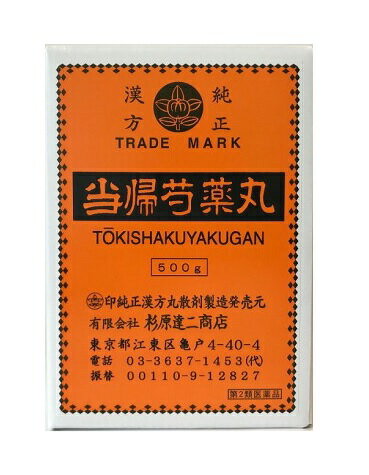 漢方 純正
TRADE MARK
当帰芍薬丸
TŌKISHAKUYAKUGAN
500g
印純正漢方丸散剤製造発売元
有限会社 杉原達二商店
東京都江東区亀戸4-40-4
電話 03-3637-1453(代)
振替 00110-9-12827
第2類医薬品